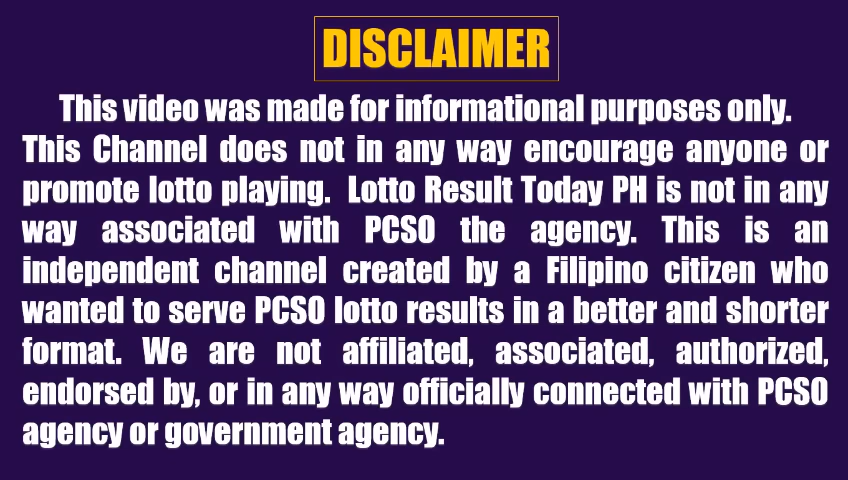 DISCLAIMER
This video was made for informational purposes only.
This Channel does not in any way encourage anyone or
promote lotto playing. Lotto Result Today PH is not in any
way associated with PCSO the agency. This is an
independent channel created by a Filipino citizen who
wanted to serve PCSO lotto results in a better and shorter
format. We are not affiliated, associated, authorized,
endorsed by, or in any way officially connected with PCSO
agency or government agency.